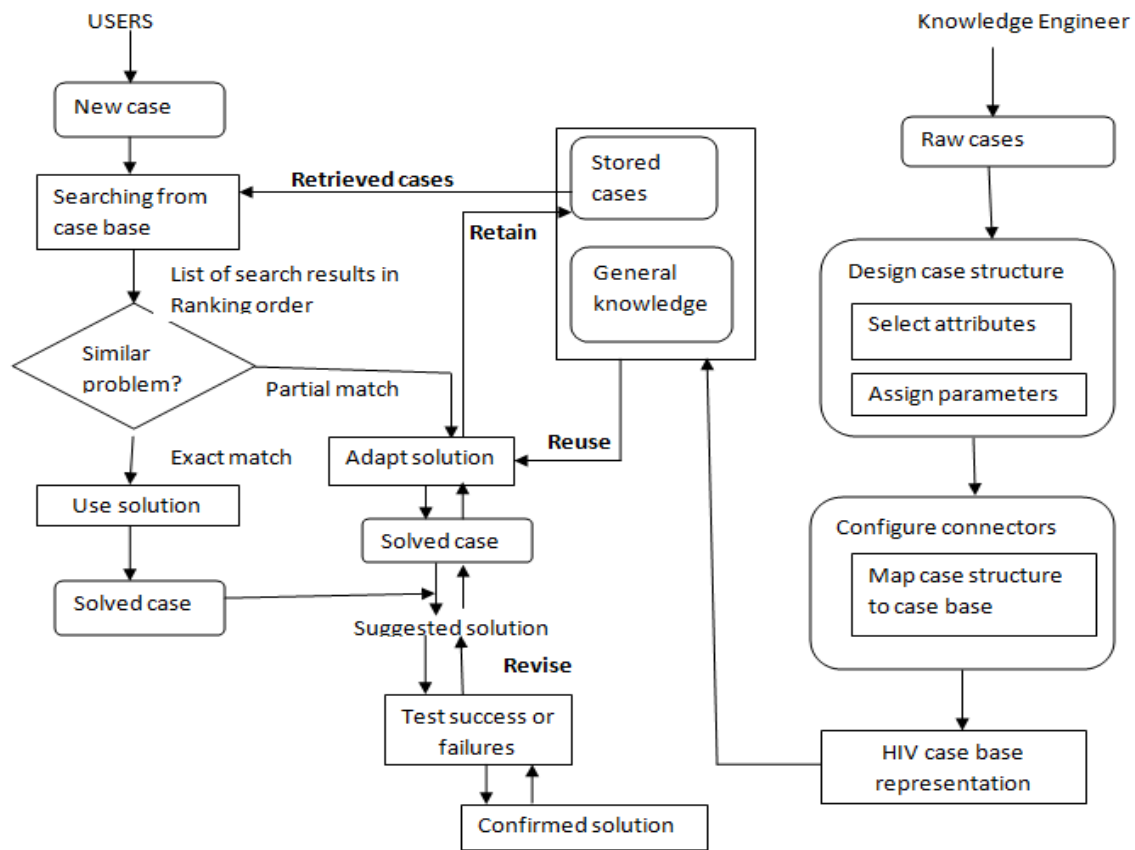 USERS
Knowledge Engineer
New case
Raw cases
Stored
cases
Retrieved cases
Searching from
case base
Retain
General
knowledge
List of search results in
Ranking order
Design case structure
Select attributes
Assign parameters
Similar
problem?
Partial match
Reuse
Adapt solution
Exact match
Use solution
Solved case
Configure connectors
Map case structure
to case base
Solved case
Suggested solution
Revise
Test success or
failures
HIV case base
representation
Confirmed solution